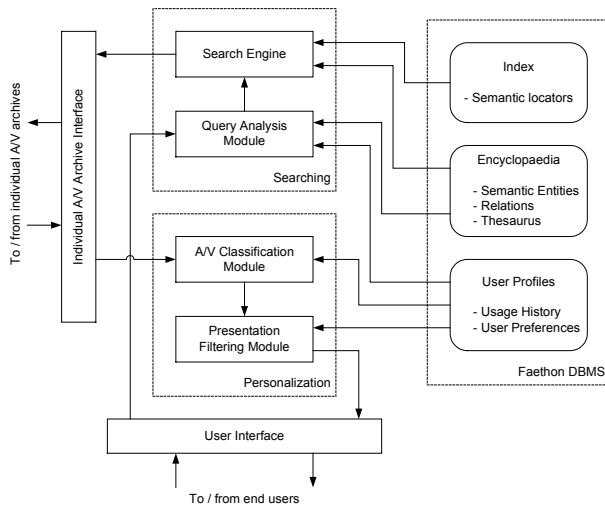 To / from individual A/V archives
Individual A/V Archive Interface
Search Engine
Query Analysis
Module
Searching
A/V Classification
Module
Presentation
Filtering Module
Personalization
User Interface
To / from end users
Index
- Semantic locators
Encyclopaedia
- Semantic Entities
- Relations
- Thesaurus
User Profiles
- Usage History
- User Preferences
Faethon DBMS